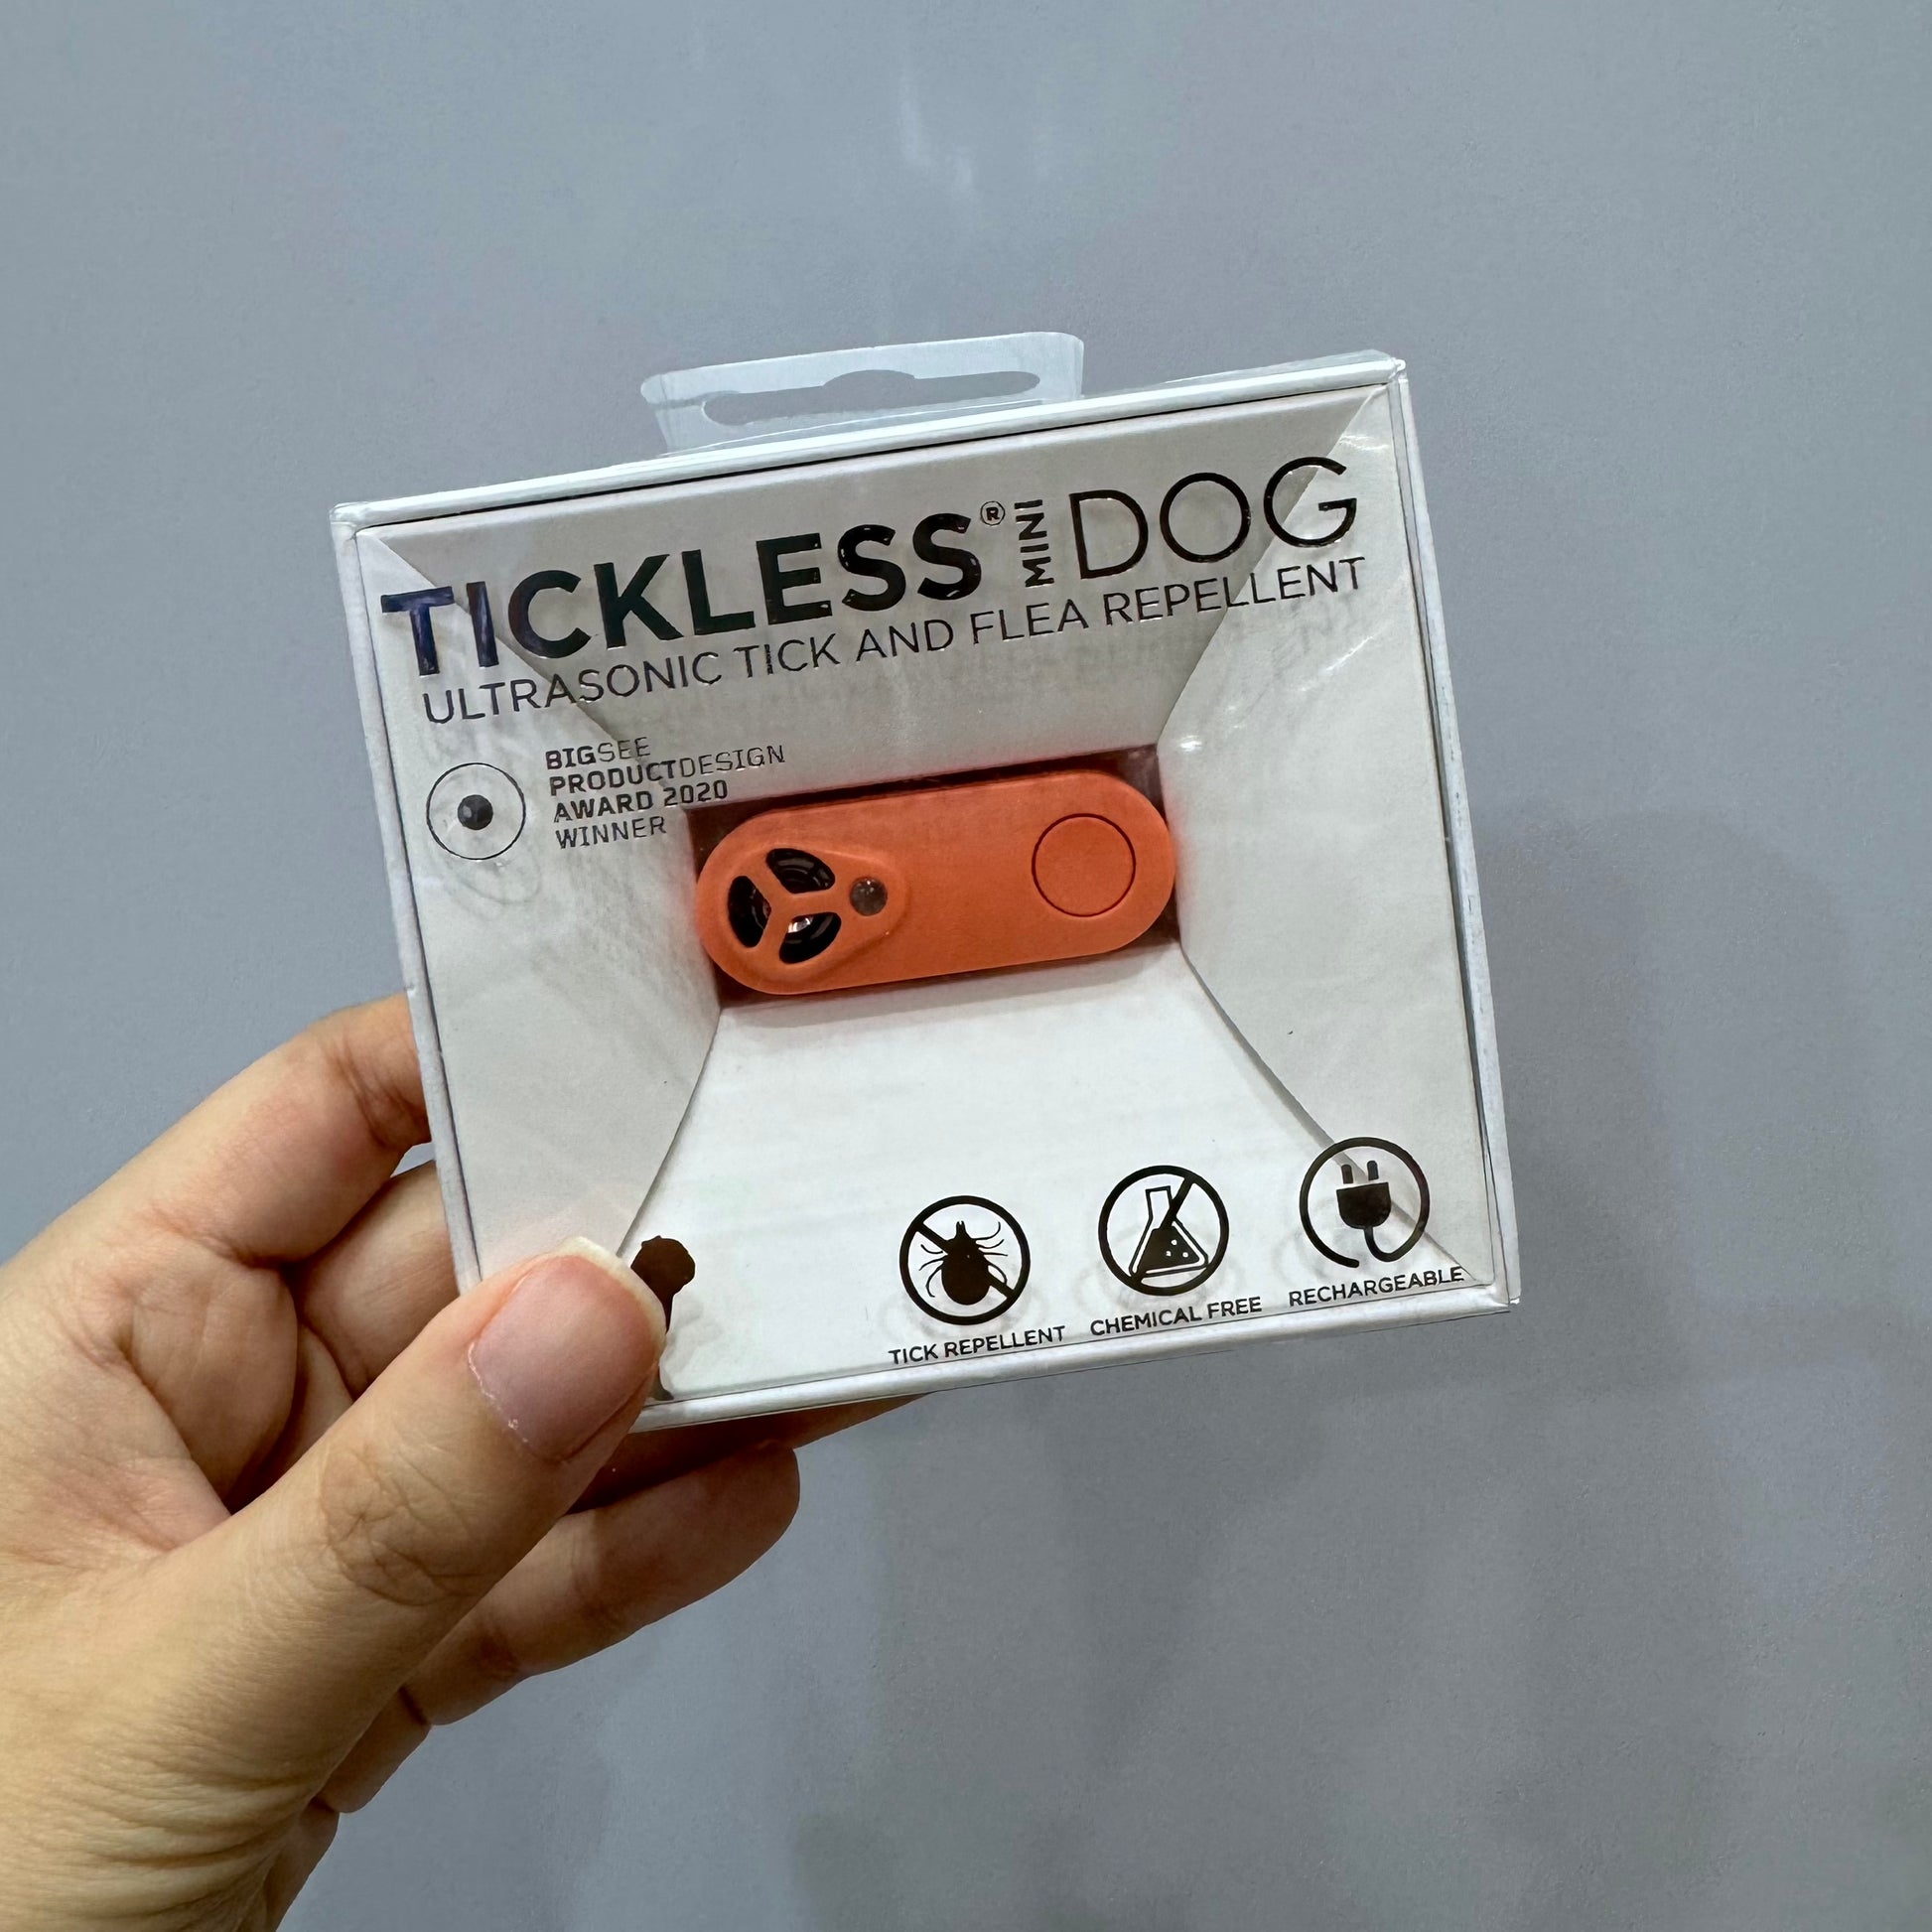 TICKLESS® MINI DOG
ULTRASONIC TICK AND FLEA REPELLENT
BIGSEE
PRODUCTDESIGN
AWARD 2020
WINNER
TICK REPELLENT
CHEMICAL FREE
RECHARGEABLE